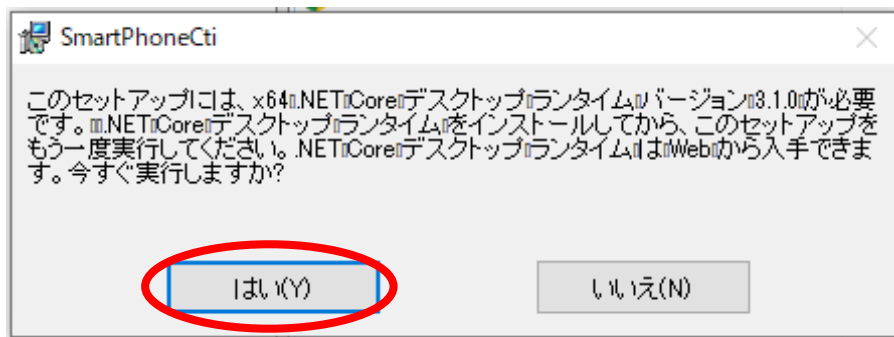 SmartPhoneCti
このセットアップには、x64 .NET Core デスクトップ ランタイム バージョン 3.1.0 が必要
です。 .NET Core デスクトップ ランタイム をインストールしてから、このセットアップを
もう一度実行してください。.NET Core デスクトップ ランタイム は Web から入手できま
す。今すぐ実行しますか?
はい(Y)
いいえ(N)